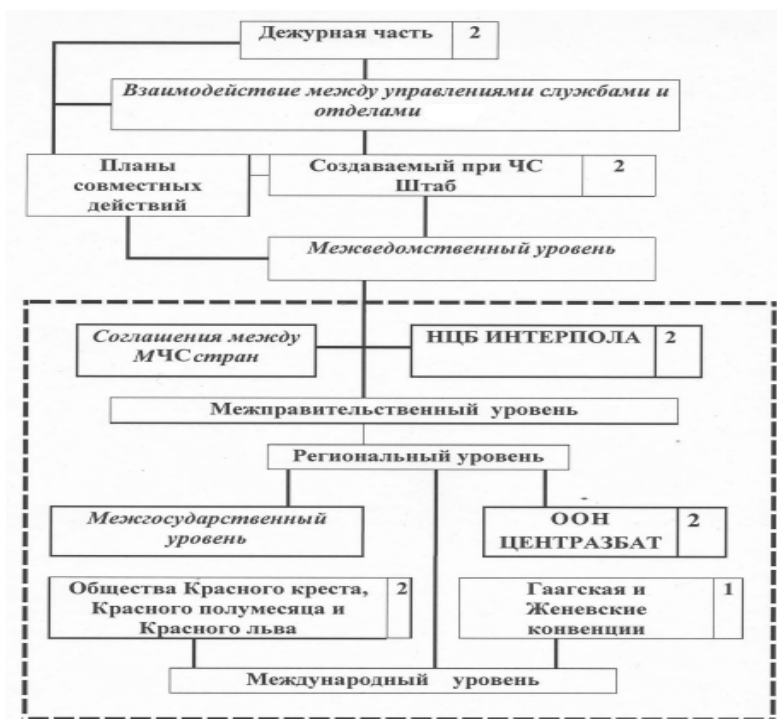 Дежурная часть 2
Взаимодействие между управлениями службами и
отделами
Планы
совместных
действий
Создаваемый при ЧС 2
Штаб
Межведомственный уровень
Соглашения между
МЧС стран
НЦБ ИНТЕРПОЛА 2
Межправительственный уровень
Региональный уровень
Межгосударственный
уровень
ООН 2
ЦЕНТРАЗБАТ
Общества Красного креста, 2
Красного полумесяца и
Красного льва
Гаагская и 1
Женевские
конвенции
Международный уровень